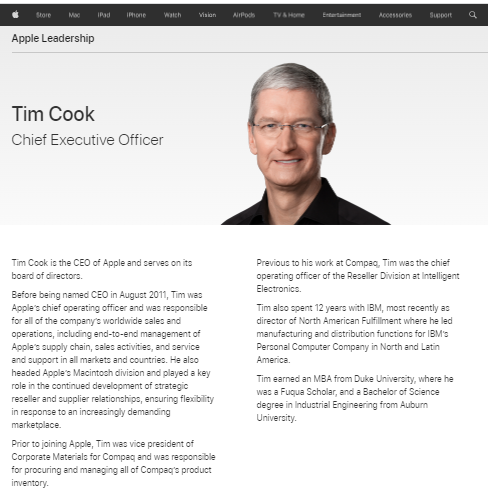 Store Mac iPad iPhone Watch Vision AirPods TV & Home Entertainment Accessories Support
Apple Leadership
Tim Cook
Chief Executive Officer
Tim Cook is the CEO of Apple and serves on its
board of directors.
Before being named CEO in August 2011, Tim was
Apple's chief operating officer and was responsible
for all of the company's worldwide sales and
operations, including end-to-end management of
Apple's supply chain, sales activities, and service
and support in all markets and countries. He also
headed Apple's Macintosh division and played a key
role in the continued development of strategic
reseller and supplier relationships, ensuring flexibility
in response to an increasingly demanding
marketplace.
Prior to joining Apple, Tim was vice president of
Corporate Materials for Compaq and was responsible
for procuring and managing all of Compaq's product
inventory.
Previous to his work at Compaq, Tim was the chief
operating officer of the Reseller Division at Intelligent
Electronics.
Tim also spent 12 years with IBM, most recently as
director of North American Fulfillment where he led
manufacturing and distribution functions for IBM's
Personal Computer Company in North and Latin
America.
Tim earned an MBA from Duke University, where he
was a Fuqua Scholar, and a Bachelor of Science
degree in Industrial Engineering from Auburn
University.